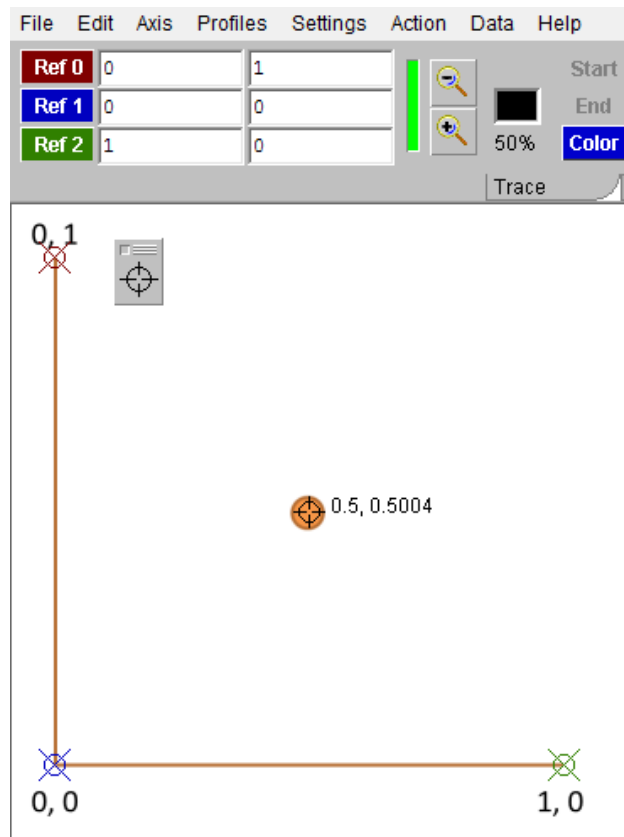 File Edit Axis Profiles Settings Action Data Help
Ref 0 0 1 Start
Ref 1 0 0 End
Ref 2 1 0 50% Color
Trace
0, 1
0.5, 0.5004
0, 0 1, 0